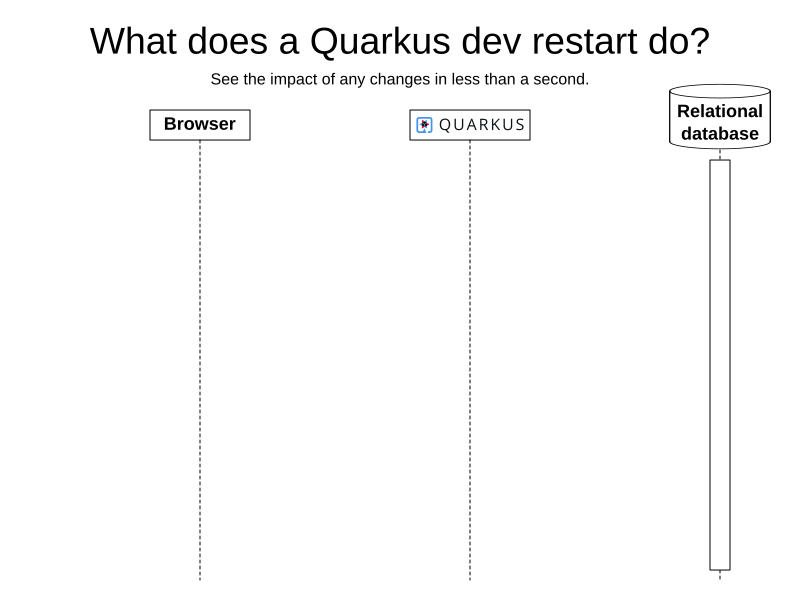 What does a Quarkus dev restart do?
See the impact of any changes in less than a second.
Browser
QUARKUS
Relational
database